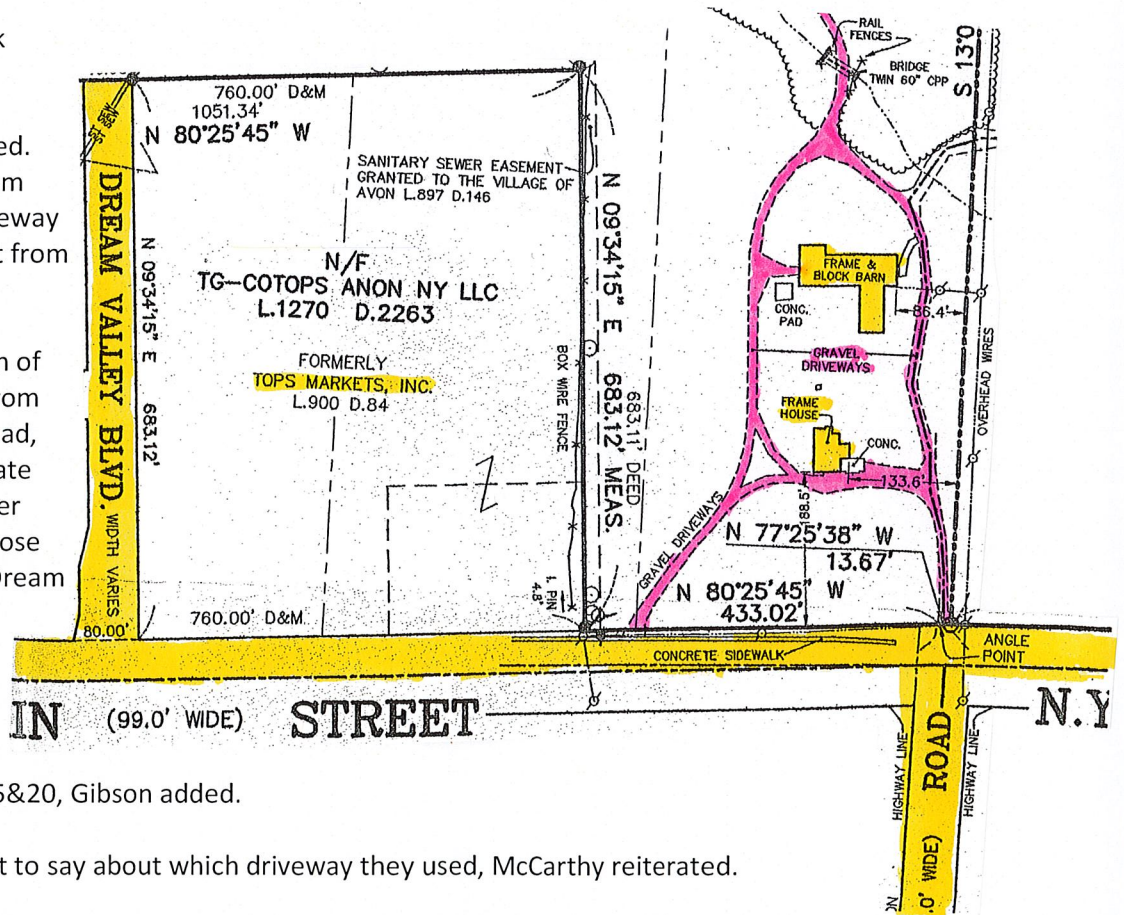 k
ed.
m
eway
t from
n of
rom
ad,
ate
er
ose
Dream
760.00' D&M
1051.34'
N 80°25'45" W
SANITARY SEWER EASEMENT
GRANTED TO THE VILLAGE OF
AVON L.897 D.146
DREAM VALLEY BLVD.
WIDTH VARIES
80.00'
N 09°34'15" E 683.12'
N/F
TG-COTOPS ANON NY LLC
L.1270 D.2263
FORMERLY
TOPS MARKETS, INC.
L.900 D.84
BOX WIRE FENCE
N 09°34'15" E 683.12' MEAS.
683.11' DEED
I. PIN
4.8'
760.00' D&M
RAIL
FENCES
BRIDGE
TWIN 60" CPP
S 13°0
FRAME &
BLOCK BARN
CONC.
PAD
86.4'
GRAVEL
DRIVEWAYS
OVERHEAD WIRES
FRAME
HOUSE
CONC.
133.6'
188.5'
GRAVEL DRIVEWAYS
N 77°25'38" W
13.67'
N 80°25'45" W
433.02'
CONCRETE SIDEWALK
ANGLE
POINT
IN (99.0' WIDE) STREET
N.Y
HIGHWAY LINE
ROAD
HIGHWAY LINE
.0' WIDE)
ON
5&20, Gibson added.
t to say about which driveway they used, McCarthy reiterated.